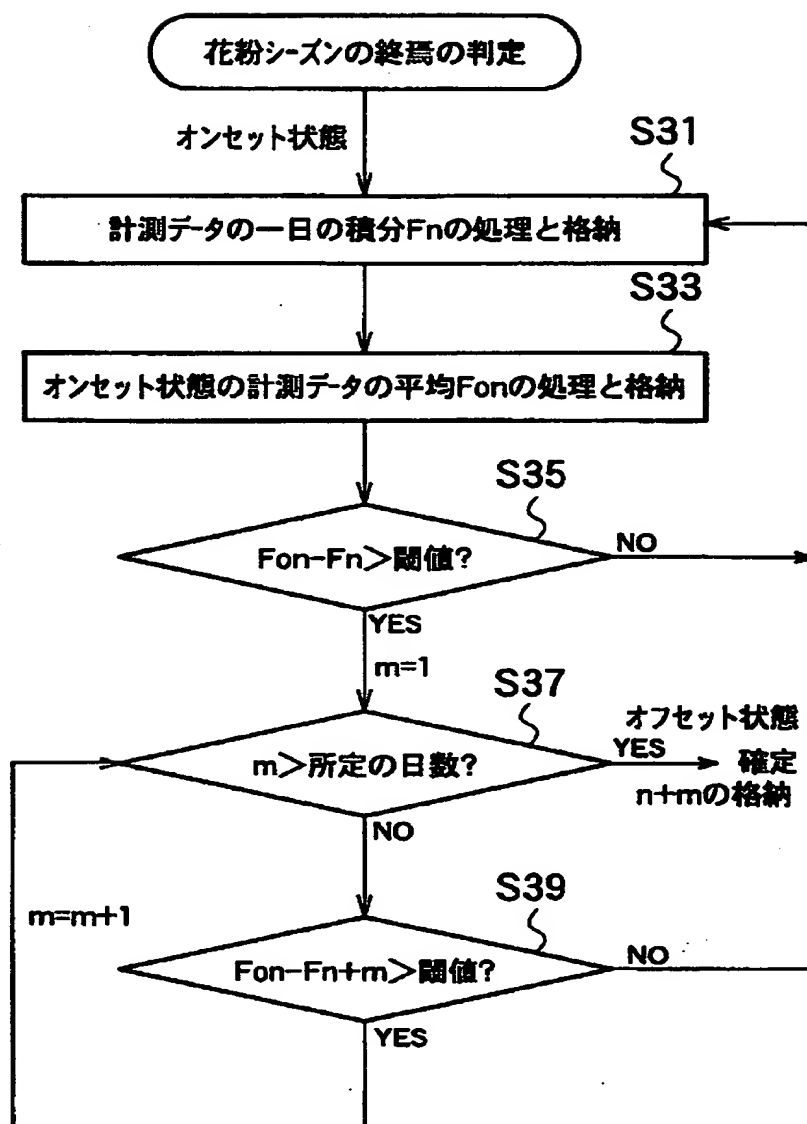 花粉シーズンの終焉の判定
オンセット状態
S31
計測データの一日の積分Fnの処理と格納
S33
オンセット状態の計測データの平均Fonの処理と格納
S35
Fon-Fn＞閾値?
NO
YES
m=1
S37
オフセット状態
m＞所定の日数?
YES
確定
n+mの格納
NO
S39
m=m+1
Fon-Fn+m＞閾値?
NO
YES